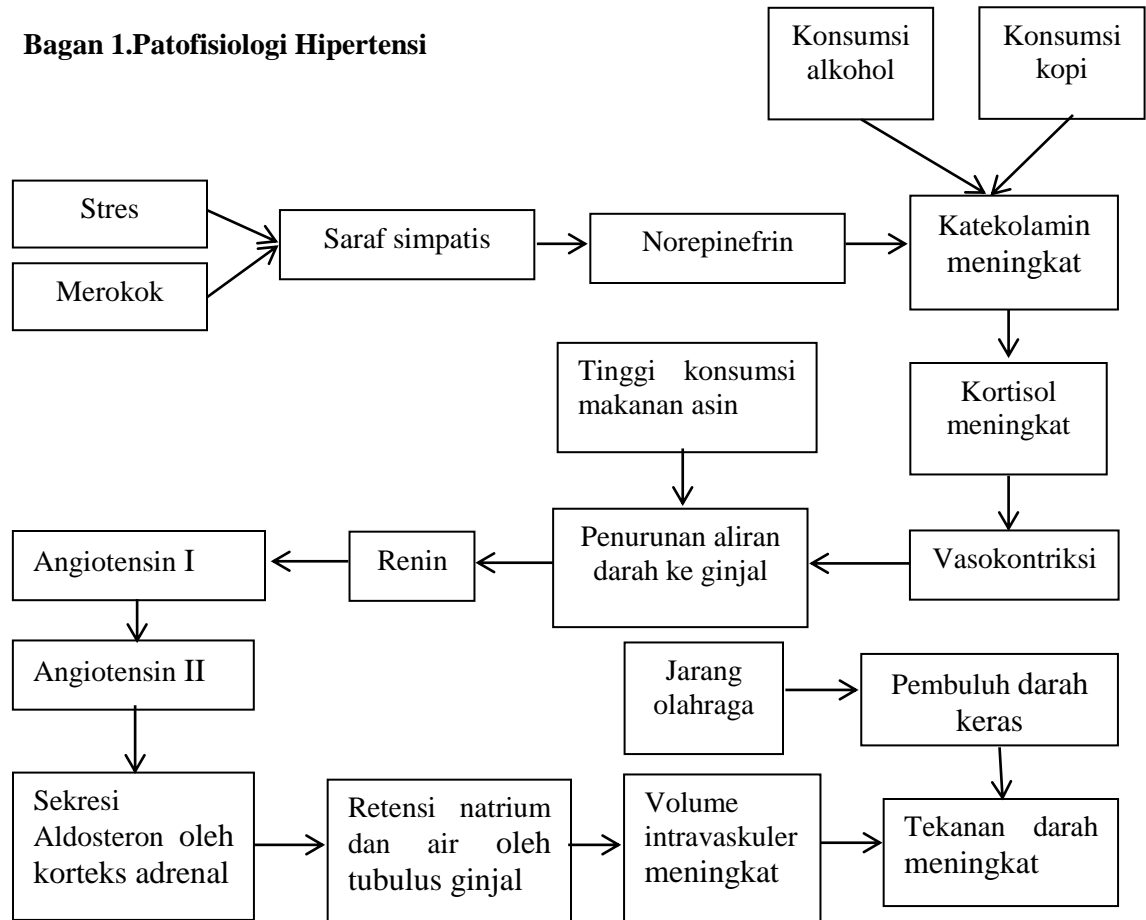 Bagan 1.Patofisiologi Hipertensi
Konsumsi
alkohol
Konsumsi
kopi
Stres
Merokok
Saraf simpatis
Norepinefrin
Katekolamin
meningkat
Tinggi konsumsi
makanan asin
Kortisol
meningkat
Angiotensin I
Renin
Penurunan aliran
darah ke ginjal
Vasokontriksi
Angiotensin II
Jarang
olahraga
Pembuluh darah
keras
Sekresi
Aldosteron oleh
korteks adrenal
Retensi natrium
dan air oleh
tubulus ginjal
Volume
intravaskuler
meningkat
Tekanan darah
meningkat